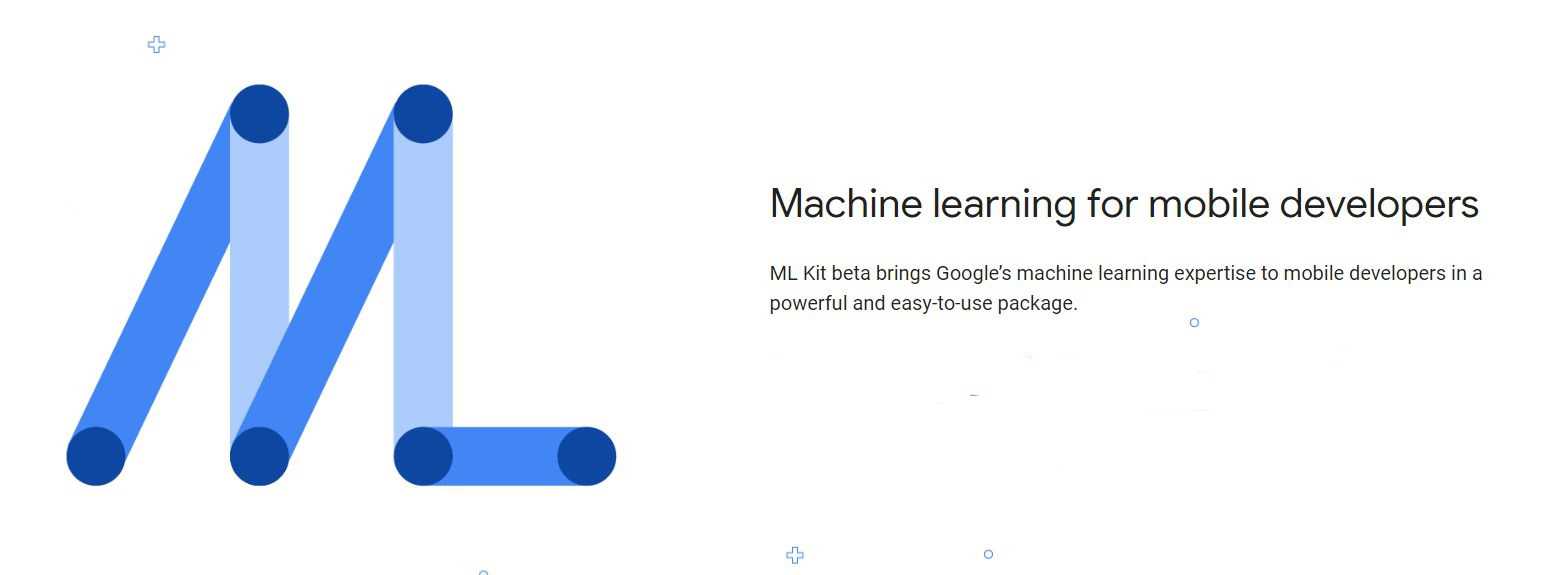 Machine learning for mobile developers
ML Kit beta brings Google’s machine learning expertise to mobile developers in a
powerful and easy-to-use package.